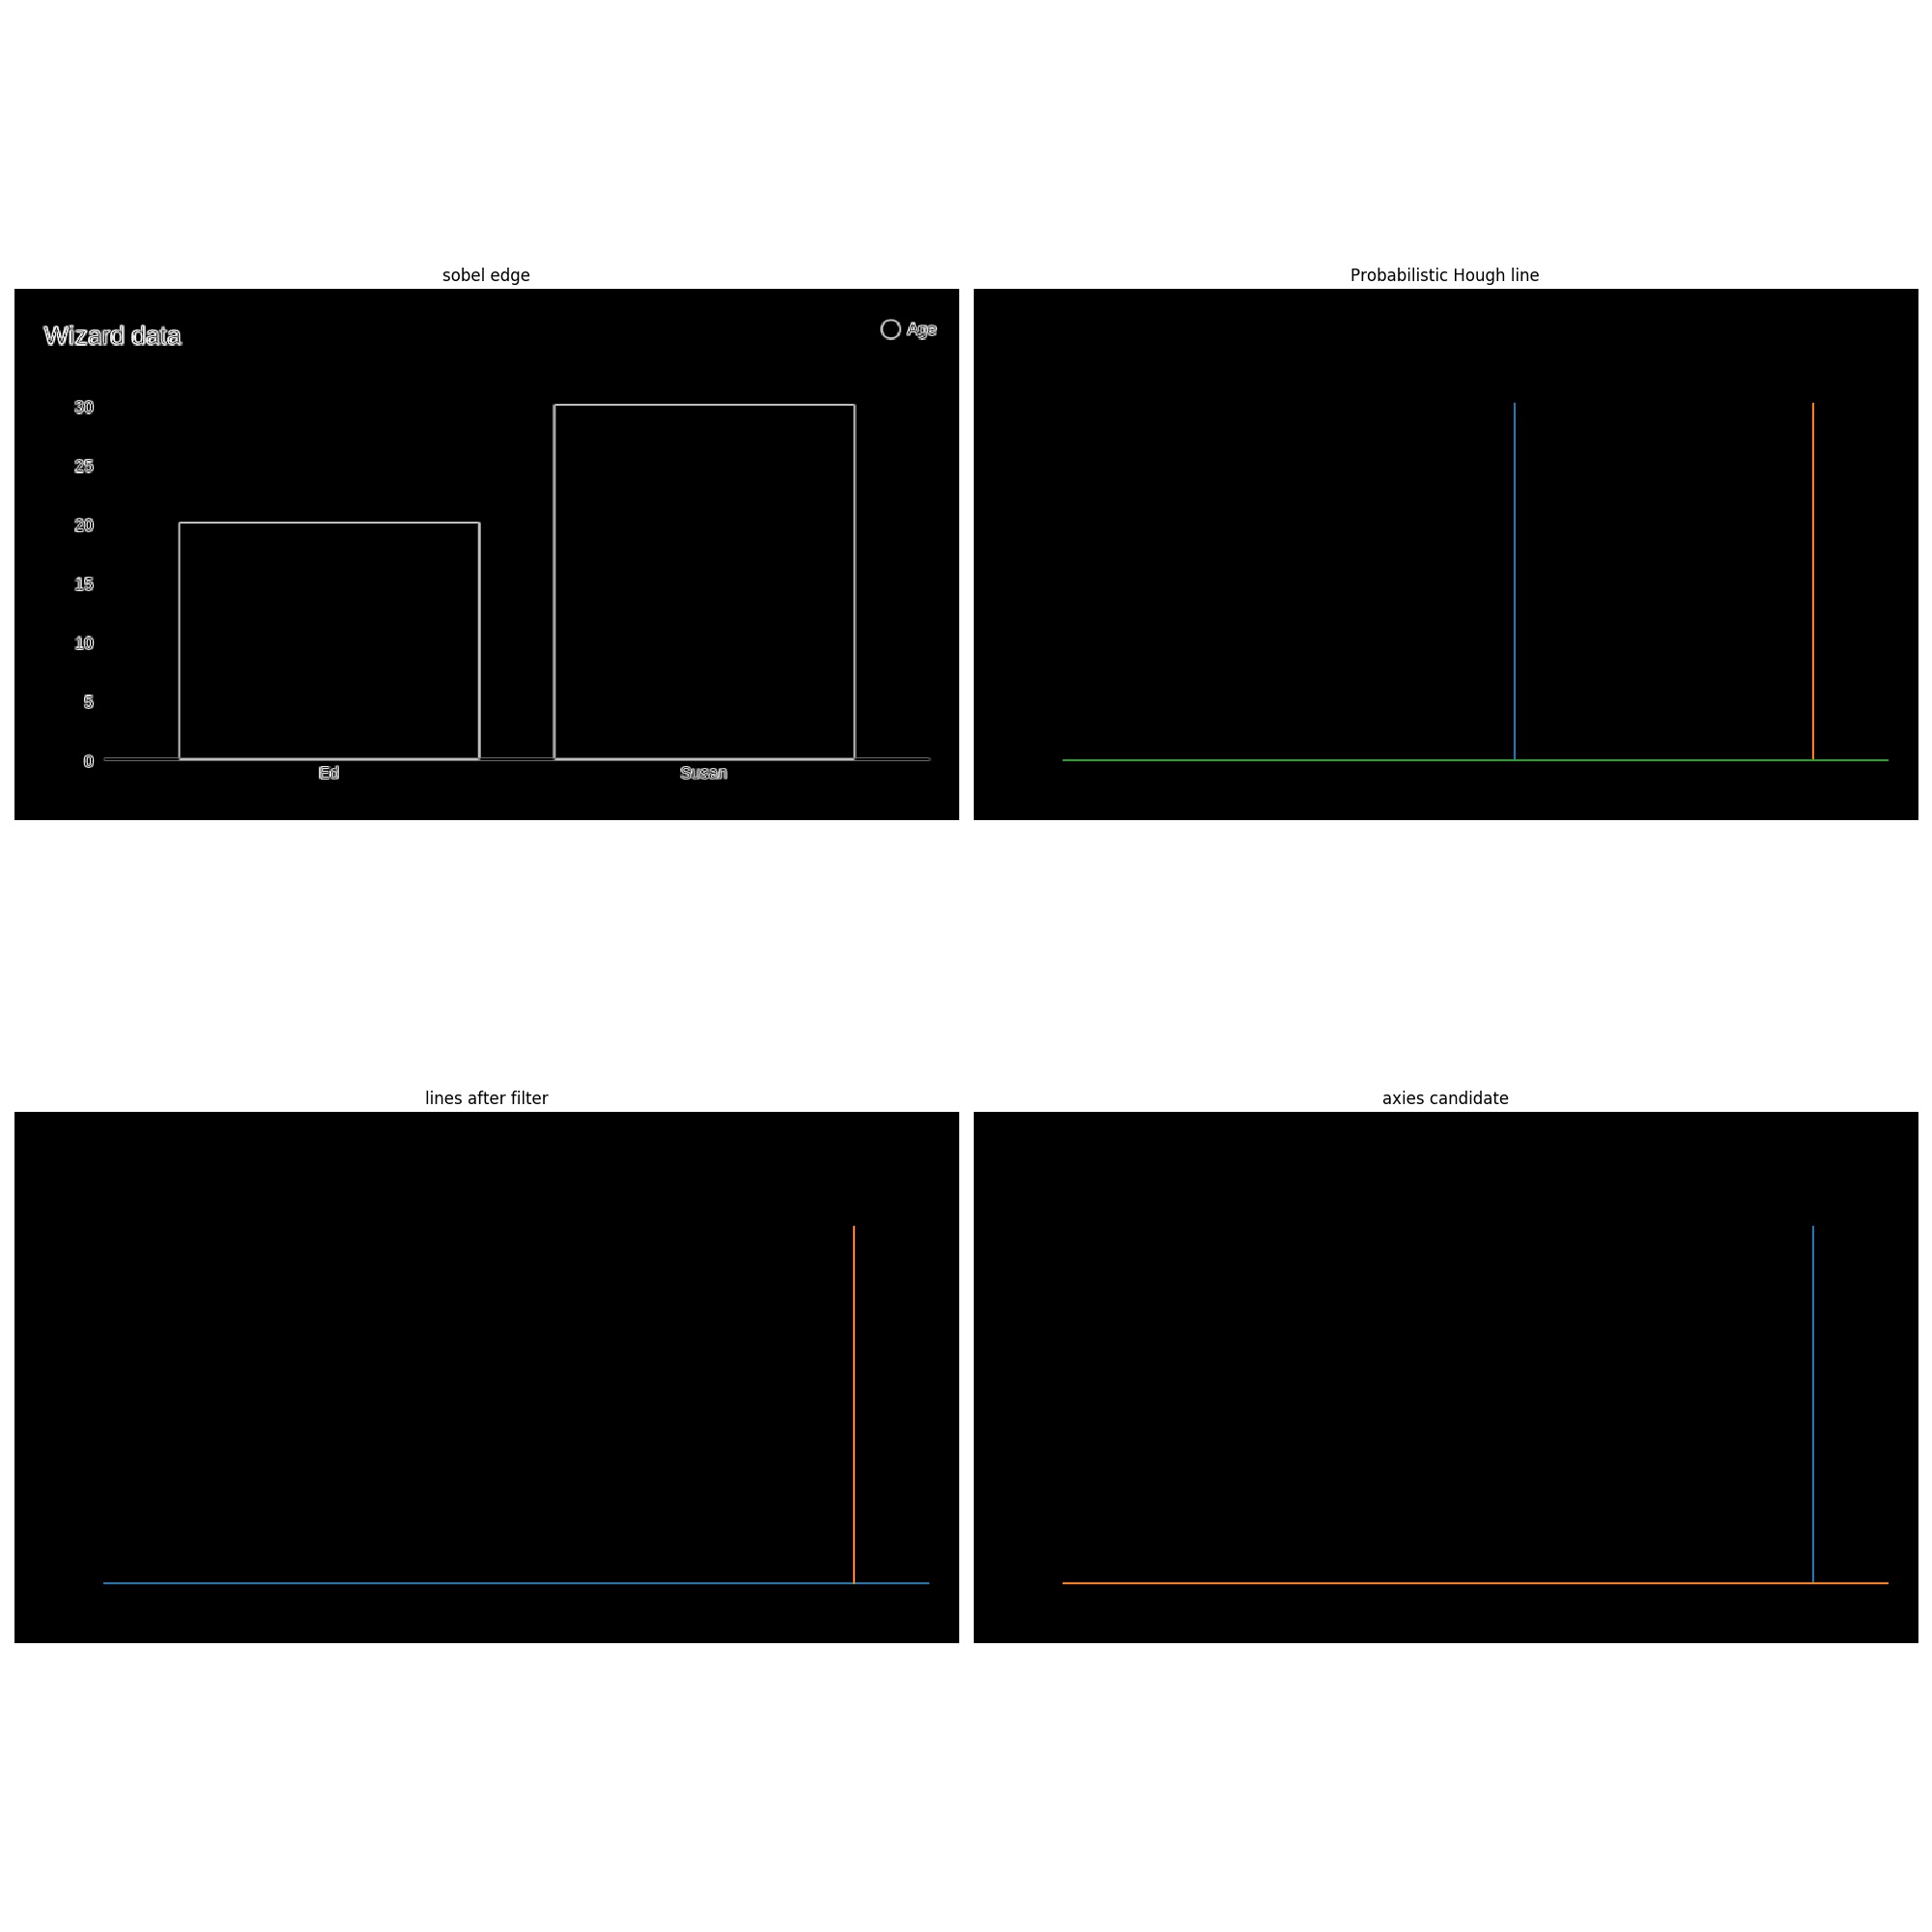 sobel edge
Probabilistic Hough line
Wizard data
Age
30
25
20
15
10
5
0
Ed
Susan
lines after filter
axies candidate